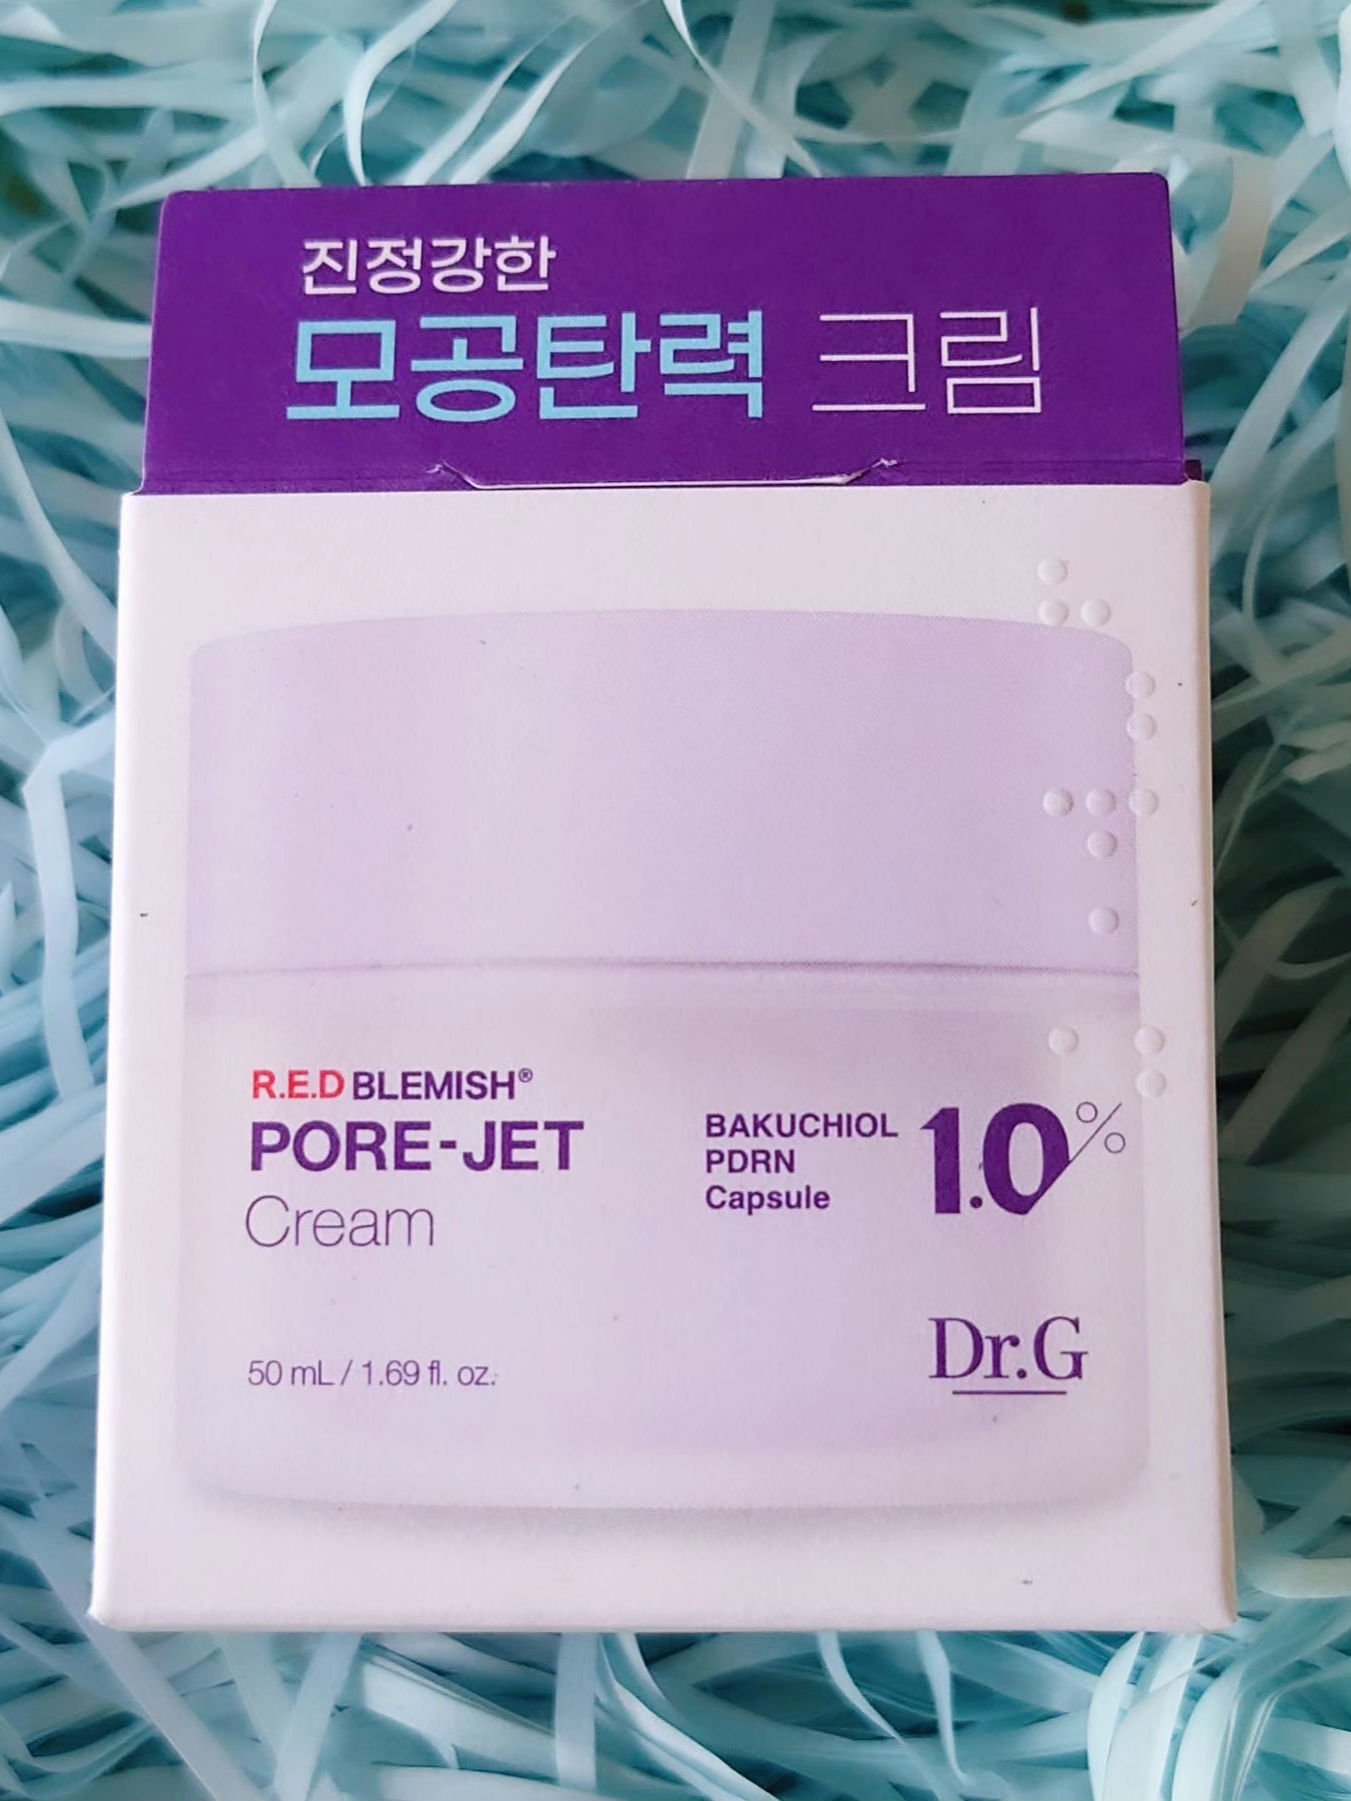 진정강한
모공탄력 크림
R.E.D BLEMISH®
PORE-JET
Cream
BAKUCHIOL
PDRN
Capsule
1.0%
50 mL / 1.69 fl. oz.
Dr.G